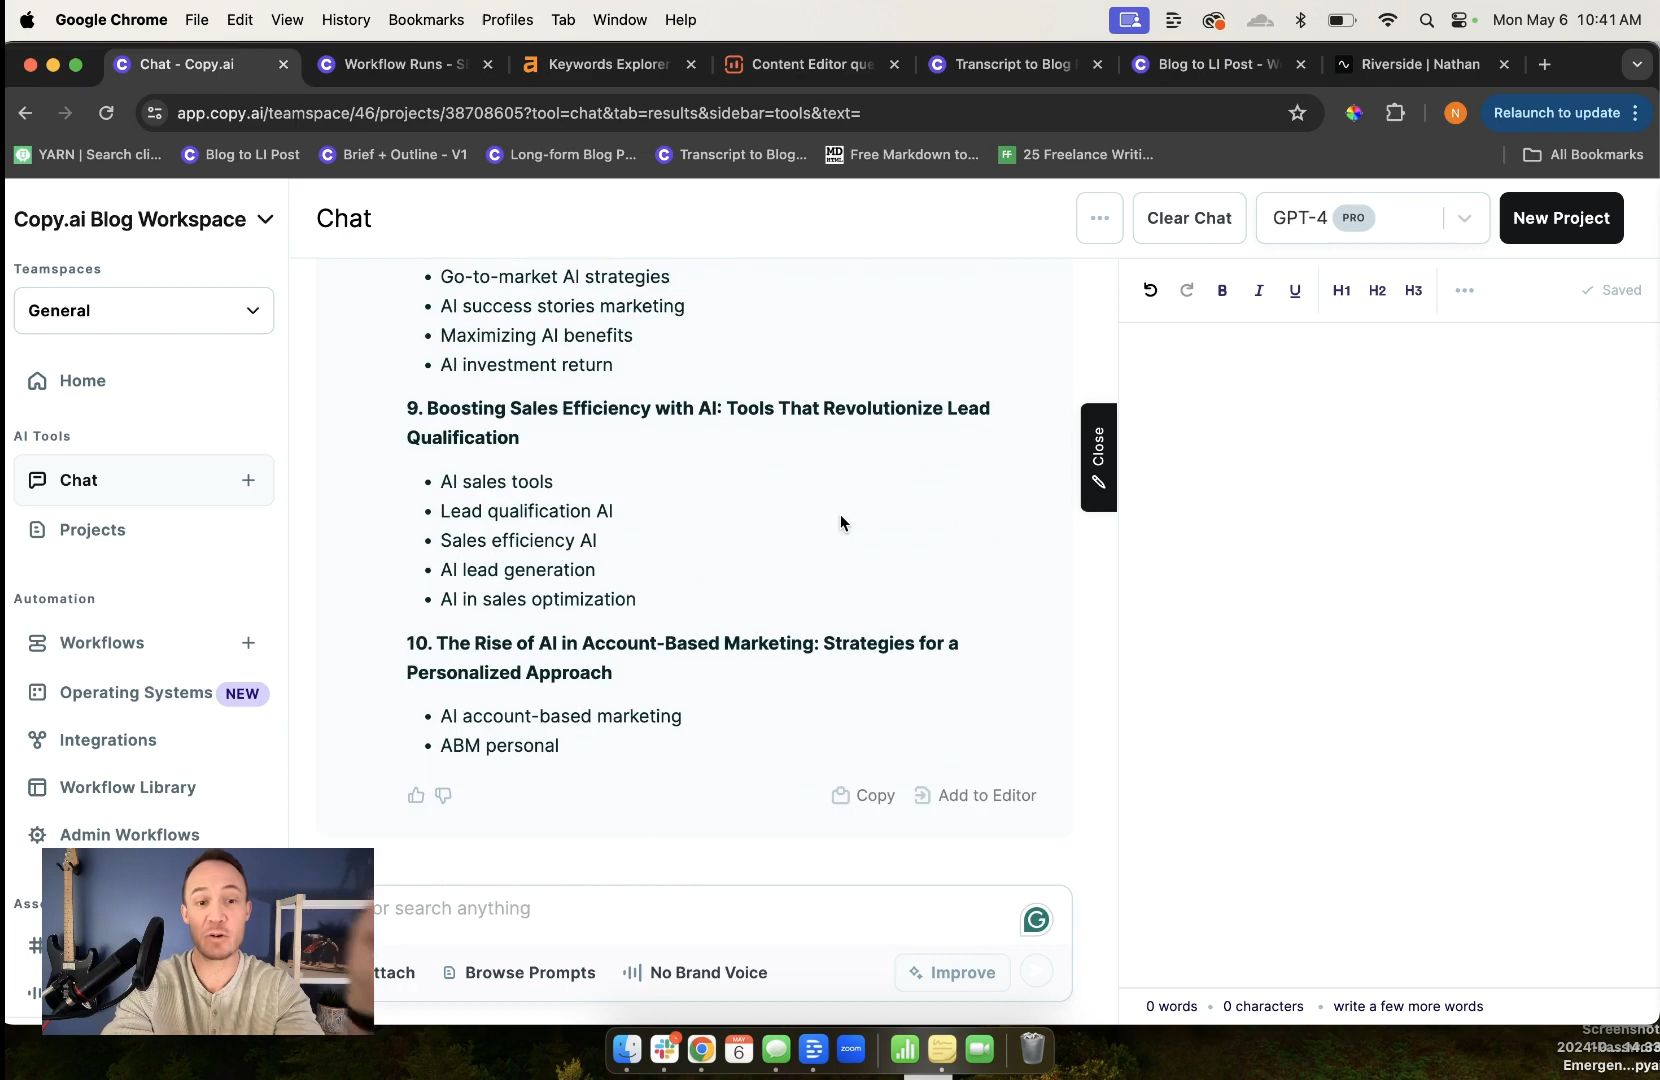 Google Chrome File Edit View History Bookmarks Profiles Tab Window Help Mon May 6 10:41 AM
Chat - Copy.ai Workflow Runs - Keywords Explorer Content Editor que Transcript to Blog Blog to LI Post - Riverside | Nathan
app.copy.ai/teamspace/46/projects/38708605?tool=chat&tab=results&sidebar=tools&text= N Relaunch to update
YARN | Search cli... Blog to LI Post Brief + Outline - V1 Long-form Blog P... Transcript to Blog... Free Markdown to... 25 Freelance Writi... All Bookmarks
Copy.ai Blog Workspace
Teamspaces
General
Home
AI Tools
Chat
Projects
Automation
Workflows
Operating Systems NEW
Integrations
Workflow Library
Admin Workflows
Chat
Clear Chat
GPT-4 PRO
New Project
• Go-to-market AI strategies
• AI success stories marketing
• Maximizing AI benefits
• AI investment return
9. Boosting Sales Efficiency with AI: Tools That Revolutionize Lead
Qualification
• AI sales tools
• Lead qualification AI
• Sales efficiency AI
• AI lead generation
• AI in sales optimization
10. The Rise of AI in Account-Based Marketing: Strategies for a
Personalized Approach
• AI account-based marketing
• ABM personal
Copy Add to Editor
or search anything
ttach Browse Prompts No Brand Voice Improve
Close
B I U H1 H2 H3 Saved
0 words • 0 characters • write a few more words
MAY
6
zoom
Screenshot
Emergen...pya